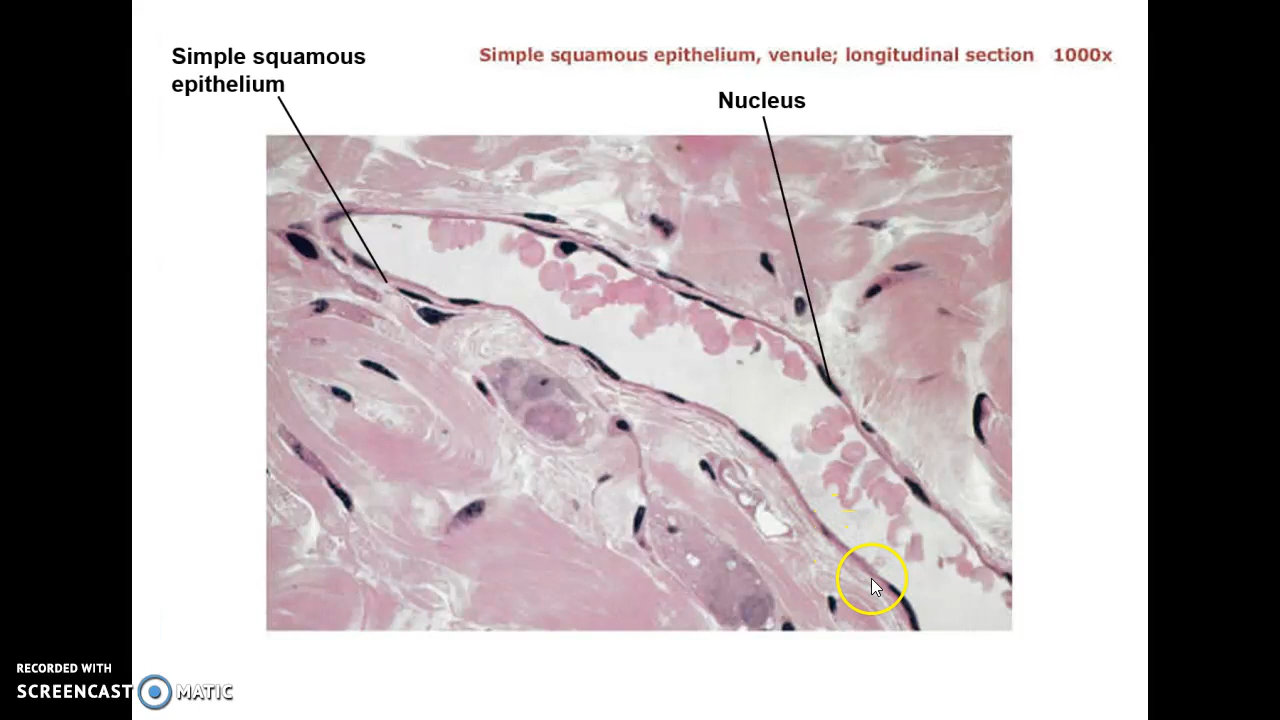 Simple squamous
epithelium
Simple squamous epithelium, venule; longitudinal section 1000x
Nucleus
RECORDED WITH
SCREENCAST MATIC